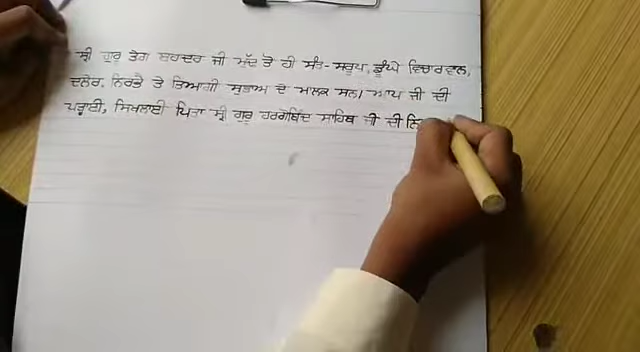 ਸ੍ਰੀ ਗੁਰੂ ਤੇਗ ਬਹਾਦਰ ਜੀ ਮੁੱਢ ਤੋਂ ਹੀ ਸੰਤ-ਸਰੂਪ, ਡੂੰਘੇ ਵਿਚਾਰਵਾਨ,
ਦਲੇਰ, ਨਿਰਭੈ ਤੇ ਤਿਆਗੀ ਸੁਭਾਅ ਦੇ ਮਾਲਕ ਸਨ। ਆਪ ਜੀ ਦੀ
ਪੜ੍ਹਾਈ, ਸਿਖਲਾਈ ਪਿਤਾ ਸ੍ਰੀ ਗੁਰੂ ਹਰਗੋਬਿੰਦ ਸਾਹਿਬ ਜੀ ਦੀ